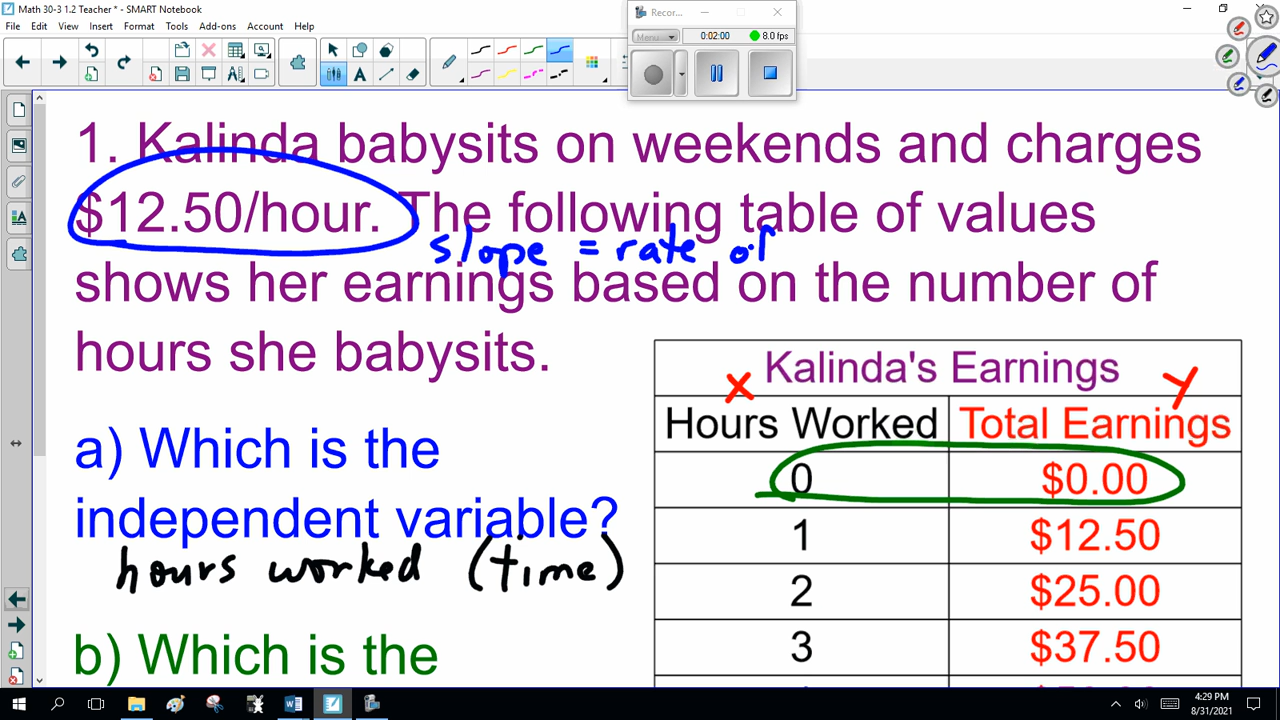 Math 30-3 1.2 Teacher * - SMART Notebook
File Edit View Insert Format Tools Add-ons Account Help
Recor...
Menu 0:02:00 8.0 fps
1. Kalinda babysits on weekends and charges
$12.50/hour. The following table of values
slope = rate of
shows her earnings based on the number of
hours she babysits.
x Kalinda's Earnings y
Hours Worked Total Earnings
0 $0.00
1 $12.50
2 $25.00
3 $37.50
a) Which is the
independent variable?
hours worked (time)
b) Which is the
4:29 PM
8/31/2021